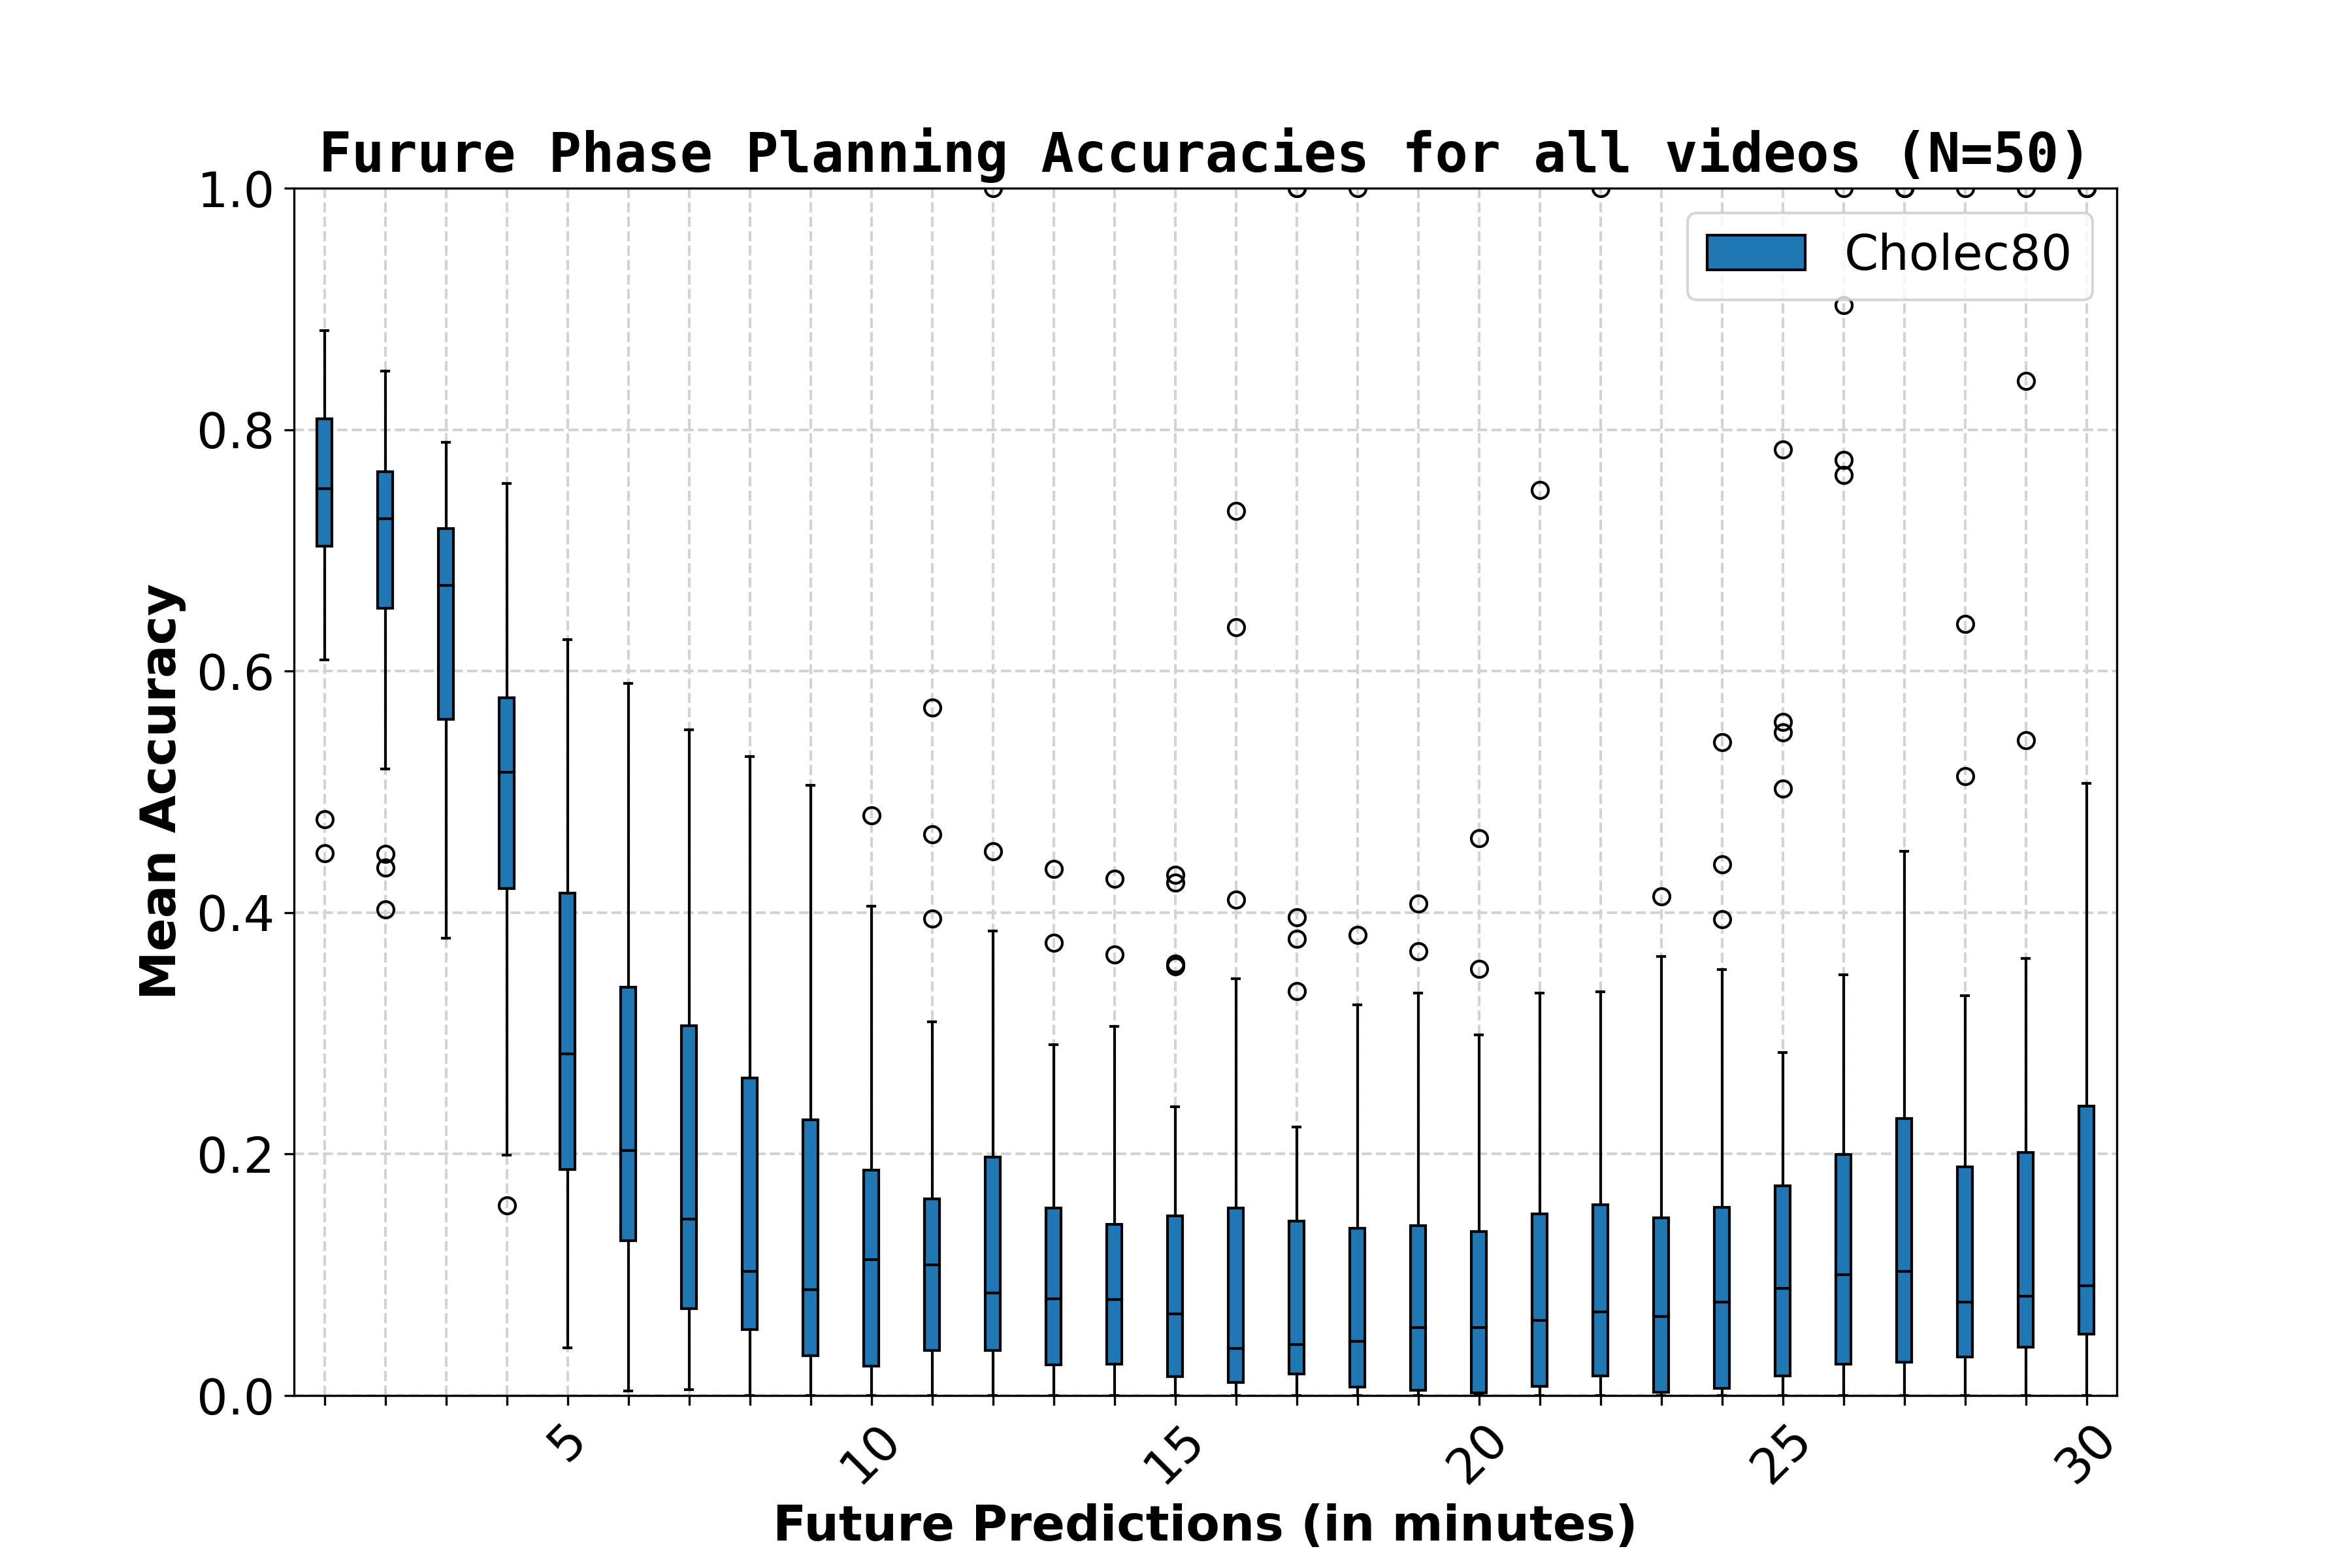 Furure Phase Planning Accuracies for all videos (N=50)
1.0
Cholec80
0.8
0.6
0.4
0.2
0.0
Mean Accuracy
5 10 15 20 25 30
Future Predictions (in minutes)